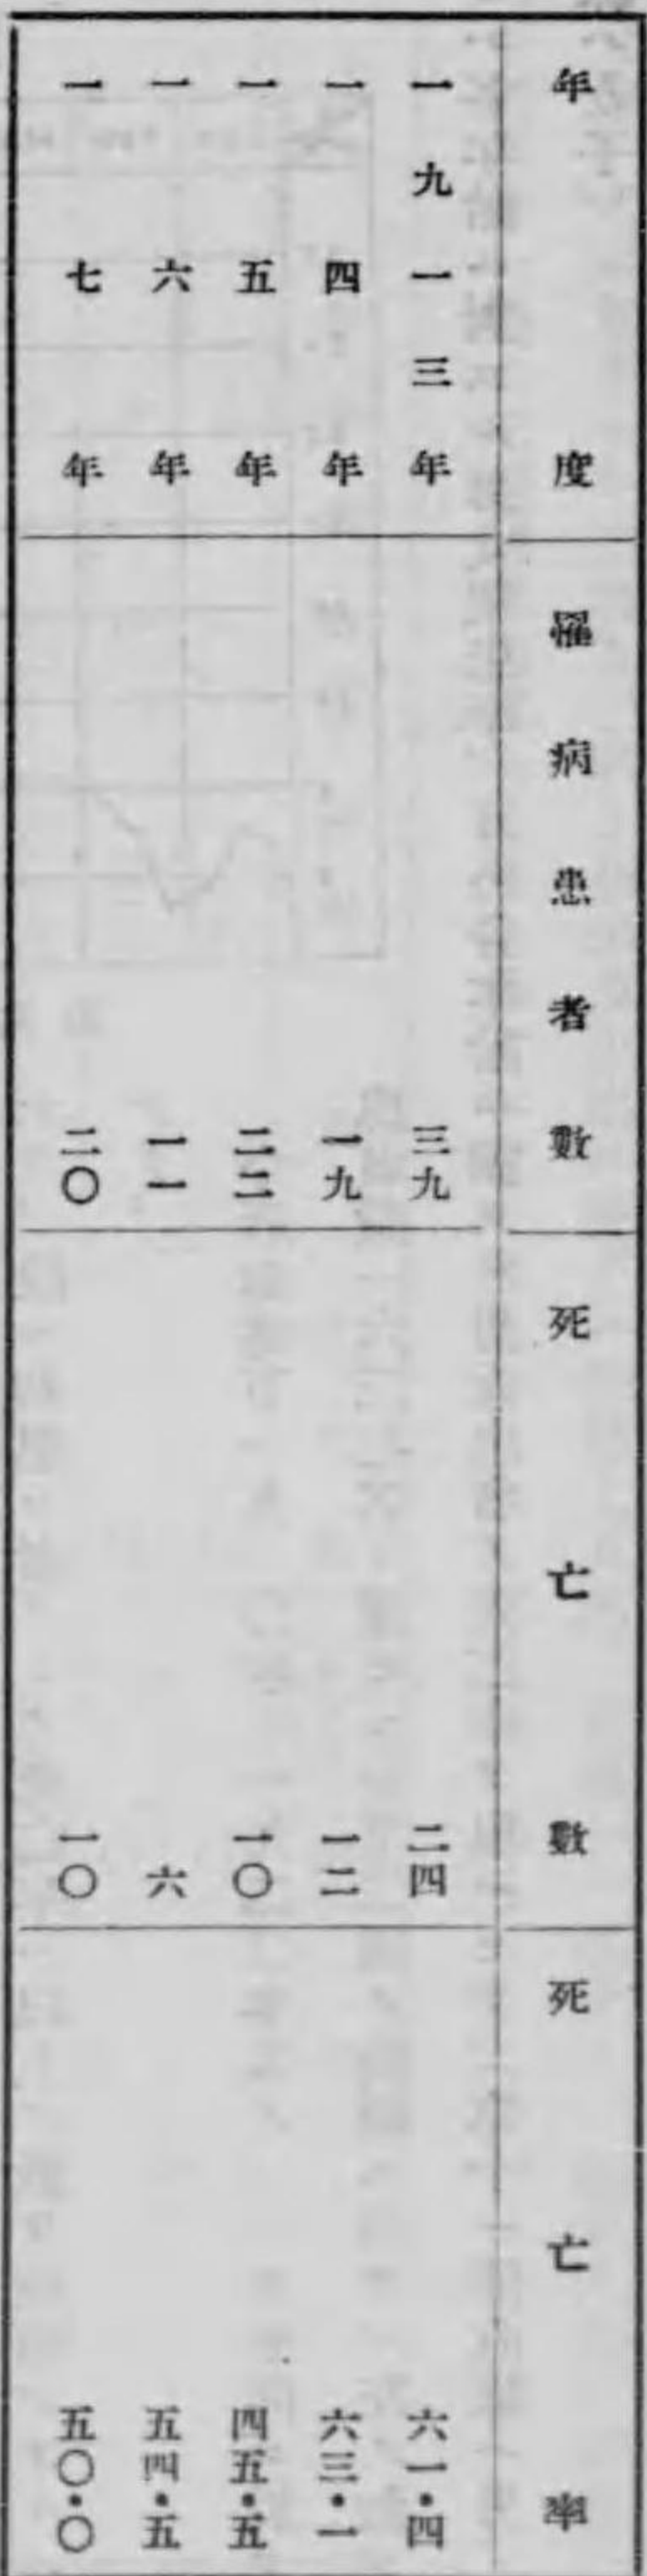 年度 罹病患者數 死亡數 死亡率
一九一三年 三九 二四 六一・四
一四年 一九 一二 六三・一
一五年 二二 一〇 四五・五
一六年 一一 六 五四・五
一七年 二〇 一〇 五〇・〇